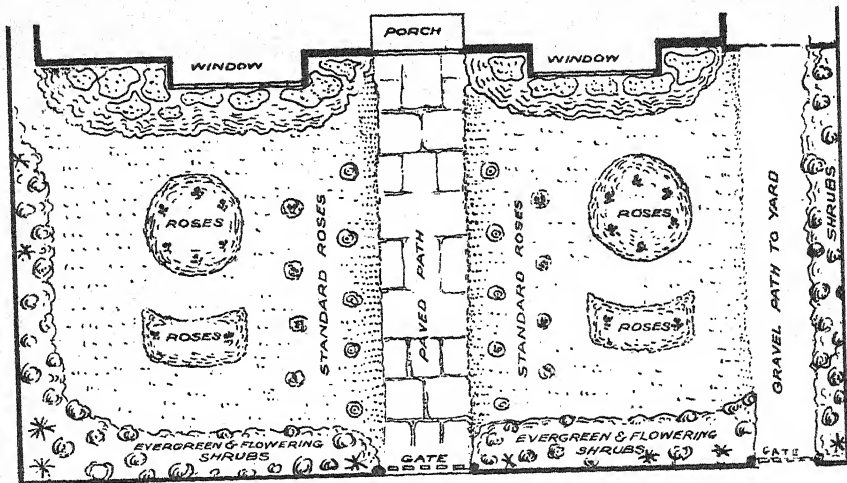 PORCH
WINDOW
WINDOW
ROSES
STANDARD ROSES
PAVED PATH
STANDARD ROSES
ROSES
GRAVEL PATH TO YARD
SHRUBS
ROSES
ROSES
EVERGREEN & FLOWERING
SHRUBS
GATE
EVERGREEN & FLOWERING
SHRUBS
GATE